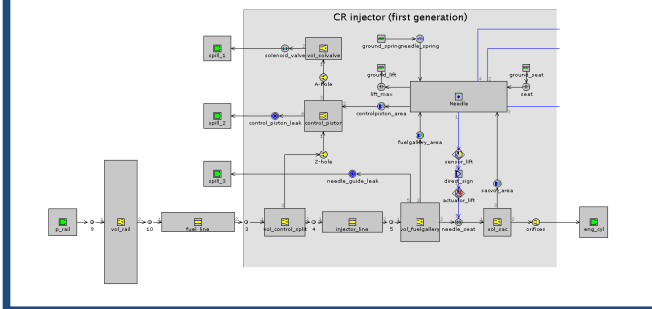 CR injector (first generation)
ground_spring
needle_spring
spill_1
solenoid_valve
vol_solvalve
ground_lift
ground_seat
A-hole
lift_max
seat
Needle
spill_2
control_piston
controlpiston_area
control_piston_leak
fuelgallery_area
Z-hole
sensor_lift
spill_3
direct_sign
needle_guide_leak
actuator_lift
sacvol_area
p_rail
9
vol_rail
10
fuel_line
3
vol_control_split
4
injector_line
5
vol_fuelgallery
needle_seat
vol_sac
orifices
eng_cyl